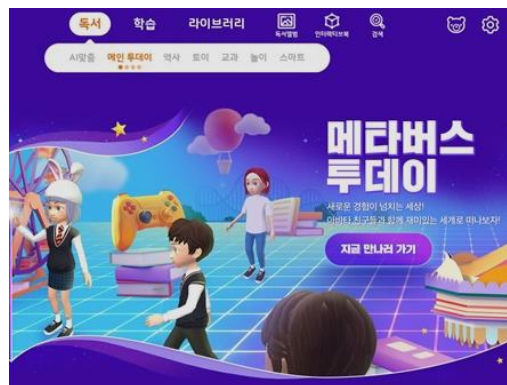 독서 학습 라이브러리 독서앨범 인터랙티브북 검색
AI맞춤 메인 투데이 역사 토이 교과 놀이 스마트
메타버스
투데이
새로운 경험이 넘치는 세상!
아바타 친구들과 함께 재미있는 세계로 떠나보자!
지금 만나러 가기